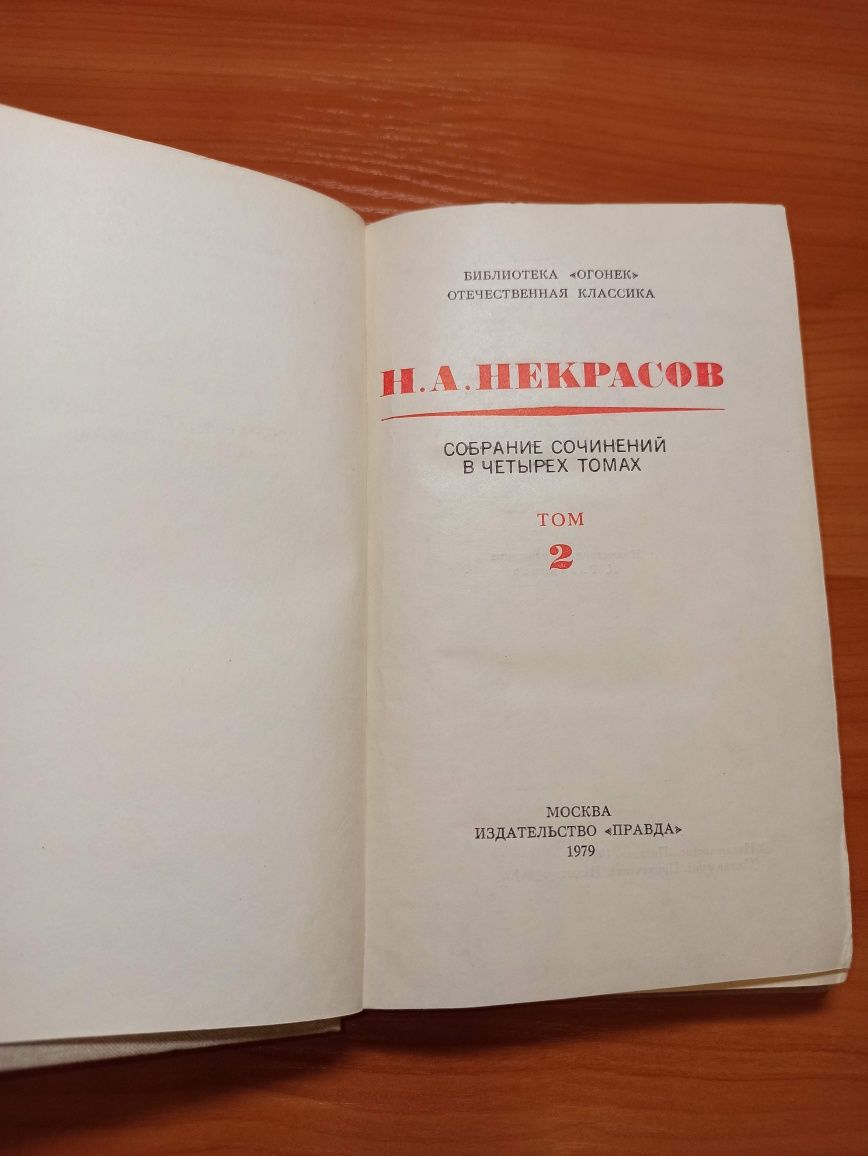 БИБЛИОТЕКА «ОГОНЕК»
ОТЕЧЕСТВЕННАЯ КЛАССИКА
Н.А.НЕКРАСОВ
СОБРАНИЕ СОЧИНЕНИЙ
В ЧЕТЫРЕХ ТОМАХ
ТОМ
2
МОСКВА
ИЗДАТЕЛЬСТВО «ПРАВДА»
1979